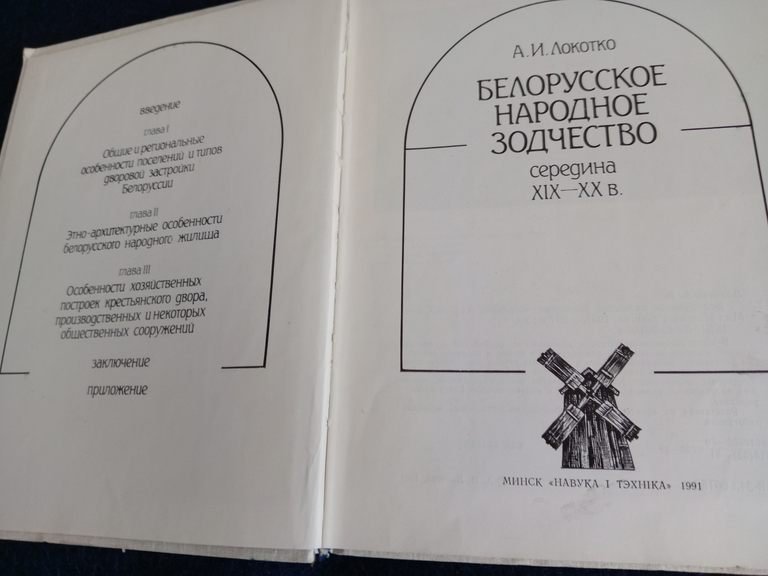 введение
глава I
Общие и региональные
особенности поселений и типов
дворовой застройки
Белоруссии
глава II
Этно-архитектурные особенности
белорусского народного жилища
глава III
Особенности хозяйственных
построек крестьянского двора,
производственных и некоторых
общественных сооружений
заключение
приложение
А. И. Локотко
БЕЛОРУССКОЕ
НАРОДНОЕ
ЗОДЧЕСТВО
середина
XIX—XX в.
МИНСК «НАВУКА І ТЭХНІКА» 1991